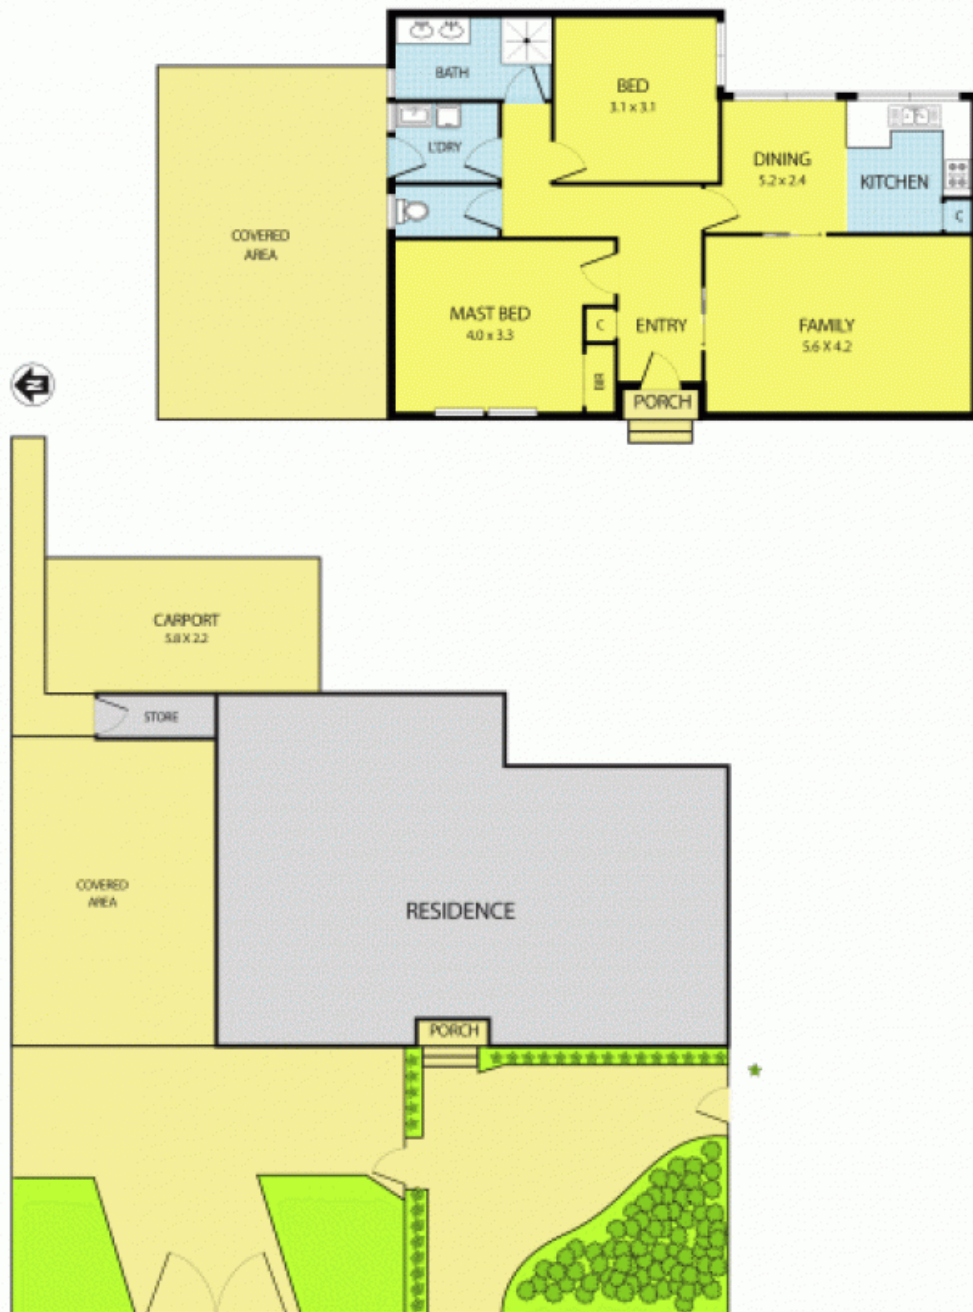 BATH
BED
3.1 x 3.1
L'DRY
DINING
5.2 x 2.4
KITCHEN
C
COVERED
AREA
MAST BED
4.0 x 3.3
C
ENTRY
FAMILY
5.6 X 4.2
BIR
PORCH
N
CARPORT
5.8 X 2.2
STORE
COVERED
AREA
RESIDENCE
PORCH